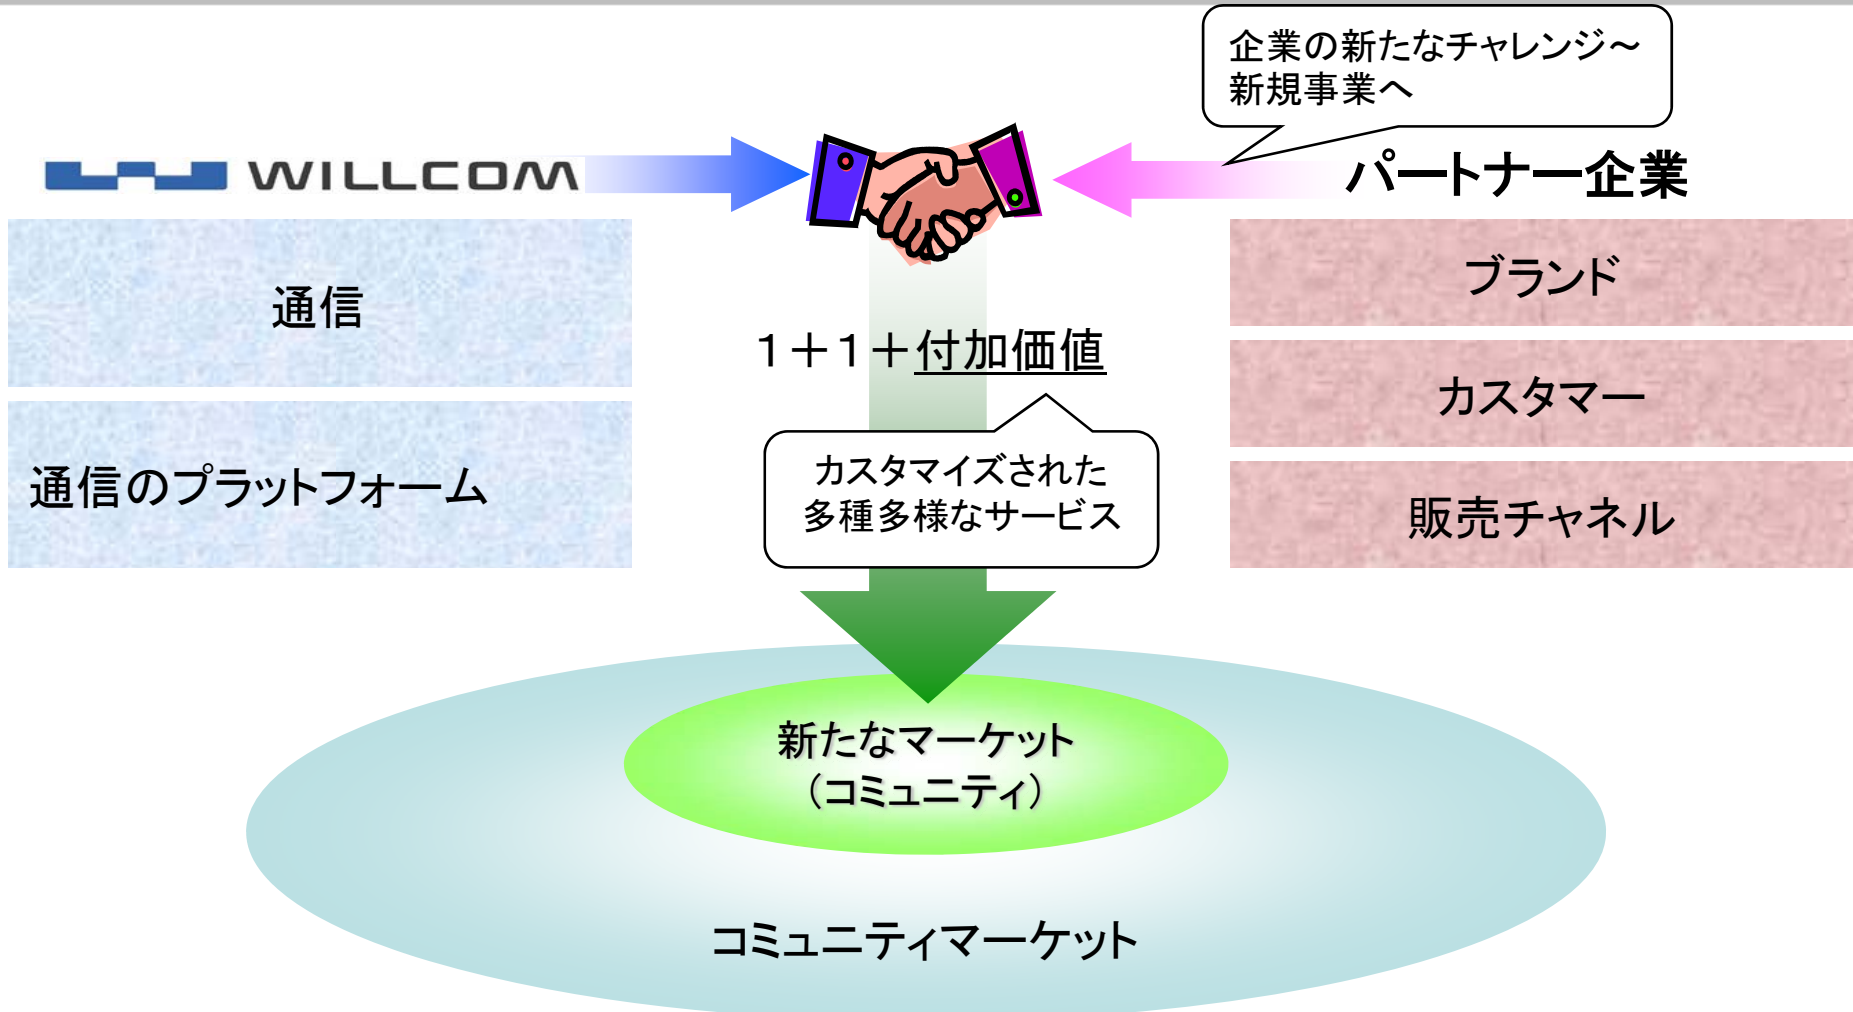 企業の新たなチャレンジ～
新規事業へ
WILLCOM
パートナー企業
通信
通信のプラットフォーム
１＋１＋付加価値
カスタマイズされた
多種多様なサービス
ブランド
カスタマー
販売チャネル
新たなマーケット
（コミュニティ）
コミュニティマーケット